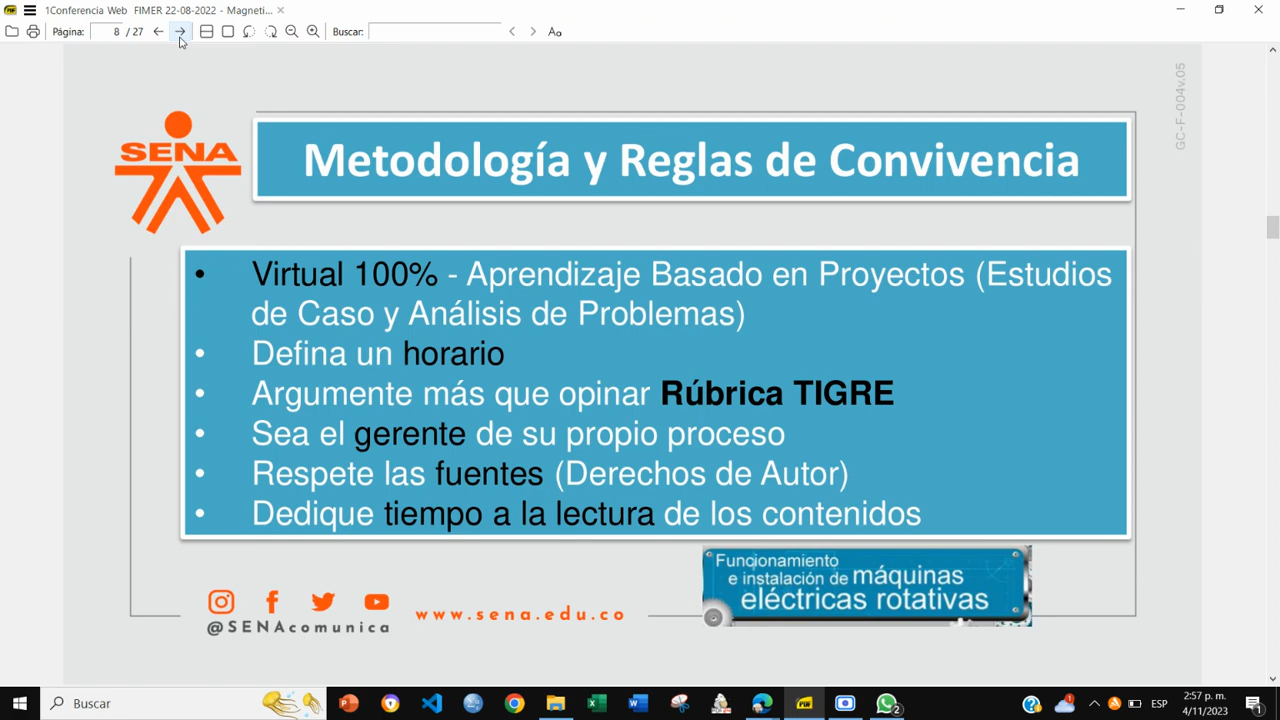 1Conferencia Web FIMER 22-08-2022 - Magneti...
Página: 8 / 27 Buscar:
GC-F-004v.05
SENA
Metodología y Reglas de Convivencia
• Virtual 100% - Aprendizaje Basado en Proyectos (Estudios
de Caso y Análisis de Problemas)
• Defina un horario
• Argumente más que opinar Rúbrica TIGRE
• Sea el gerente de su propio proceso
• Respete las fuentes (Derechos de Autor)
• Dedique tiempo a la lectura de los contenidos
Funcionamiento
e instalación de máquinas
eléctricas rotativas
@SENAcomunica
www.sena.edu.co
Buscar
2
ESP
2:57 p. m.
4/11/2023
1